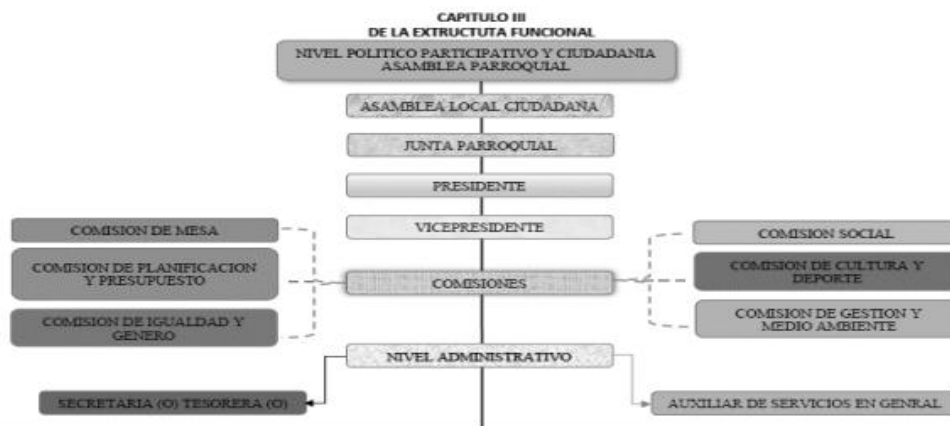 CAPITULO III
DE LA EXTRUCTUTA FUNCIONAL
NIVEL POLITICO PARTICIPATIVO Y CIUDADANIA
ASAMBLEA PARROQUIAL
ASAMBLEA LOCAL CIUDADANA
JUNTA PARROQUIAL
PRESIDENTE
VICEPRESIDENTE
COMISION DE MESA
COMISION DE PLANIFICACION
Y PRESUPUESTO
COMISION DE IGUALDAD Y
GENERO
COMISIONES
COMISION SOCIAL
COMISION DE CULTURA Y
DEPORTE
COMISION DE GESTION Y
MEDIO AMBIENTE
NIVEL ADMINISTRATIVO
SECRETARIA (O) TESORERA (O)
AUXILIAR DE SERVICIOS EN GENRAL